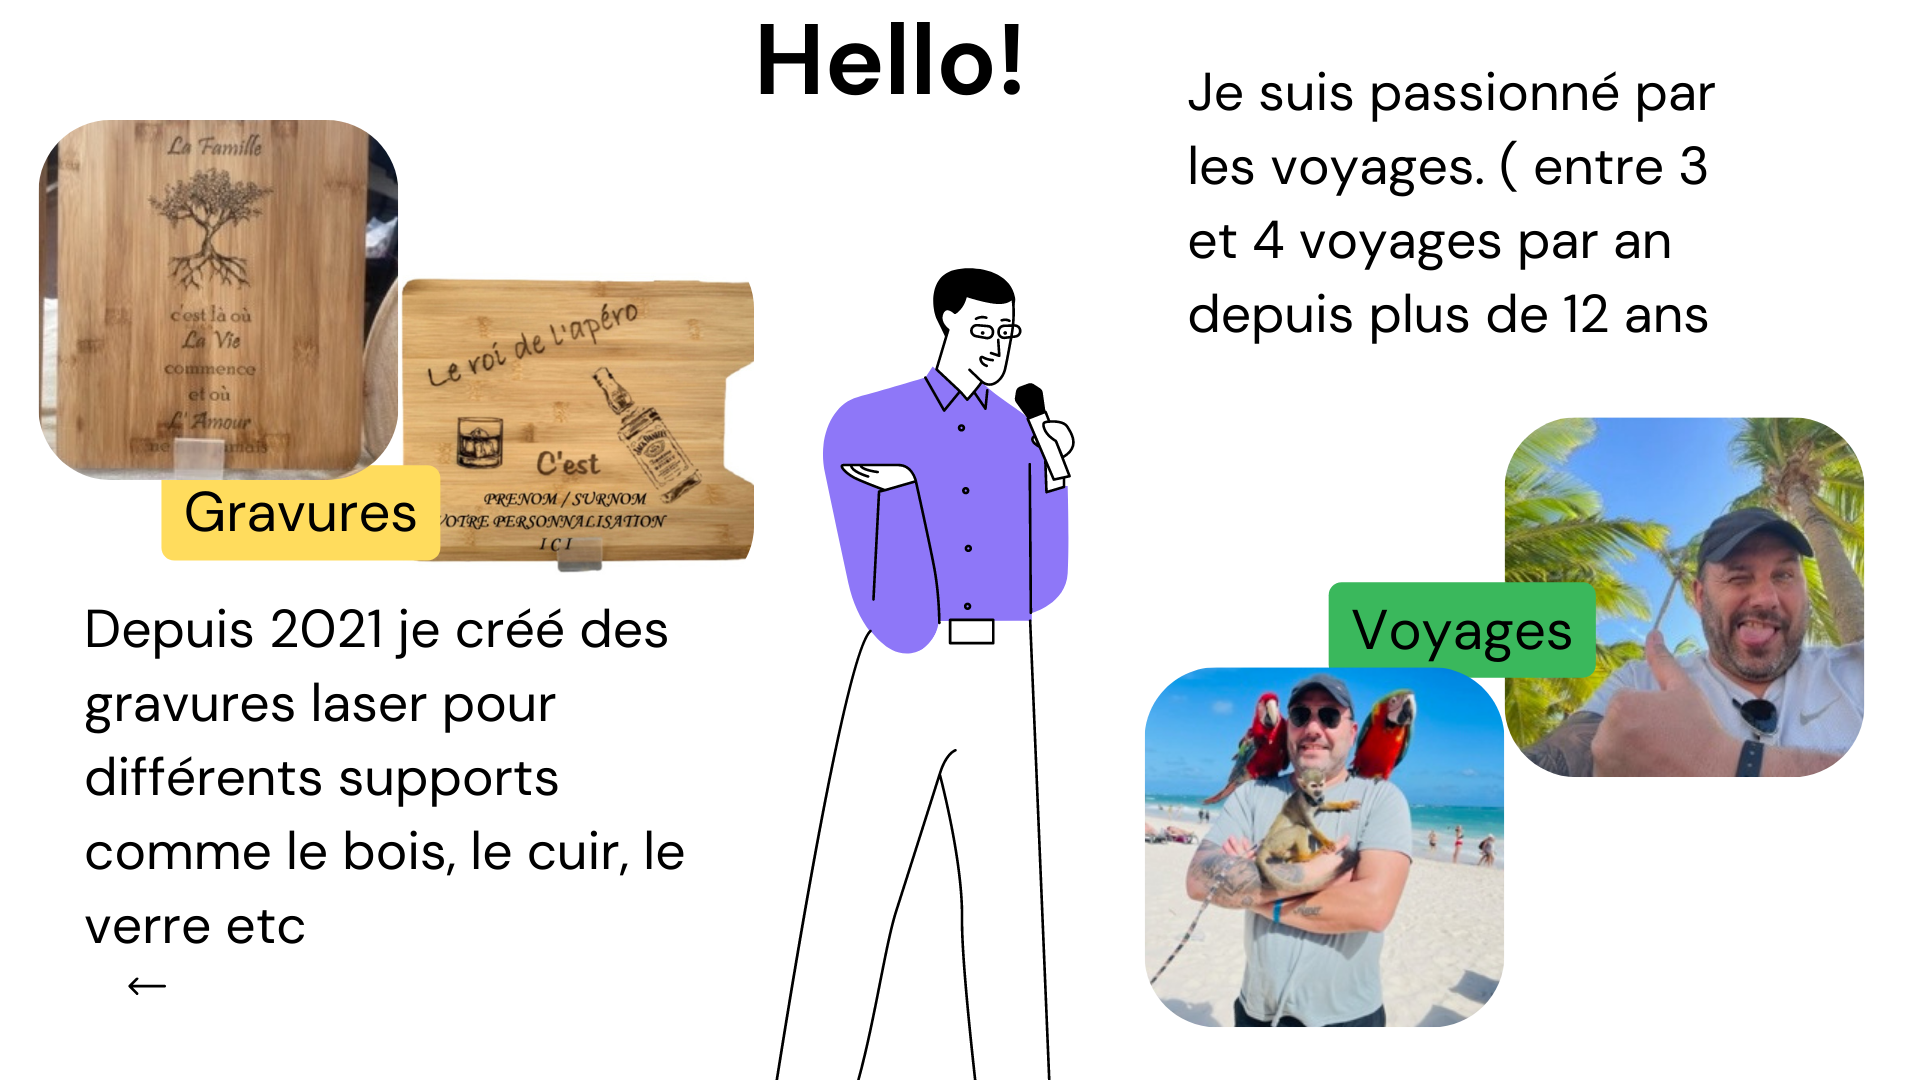 Hello!
La Famille
c'est là où
La Vie
commence
et où
L'Amour
ne
Le roi de l'apéro
JACK DANIEL'S
C'est
PRENOM / SURNOM
VOTRE PERSONNALISATION
ICI
Gravures
Depuis 2021 je créé des
gravures laser pour
différents supports
comme le bois, le cuir, le
verre etc
←
Je suis passionné par
les voyages. ( entre 3
et 4 voyages par an
depuis plus de 12 ans
Voyages